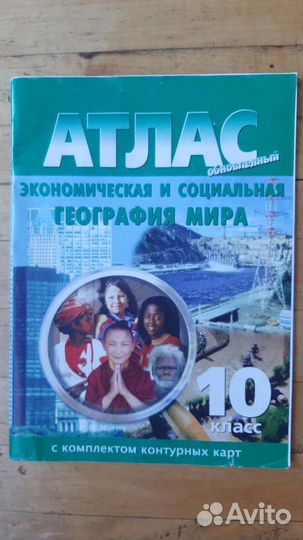 АТЛАС
обновленный
ЭКОНОМИЧЕСКАЯ И СОЦИАЛЬНАЯ
ГЕОГРАФИЯ МИРА
10
класс
с комплектом контурных карт
Avito